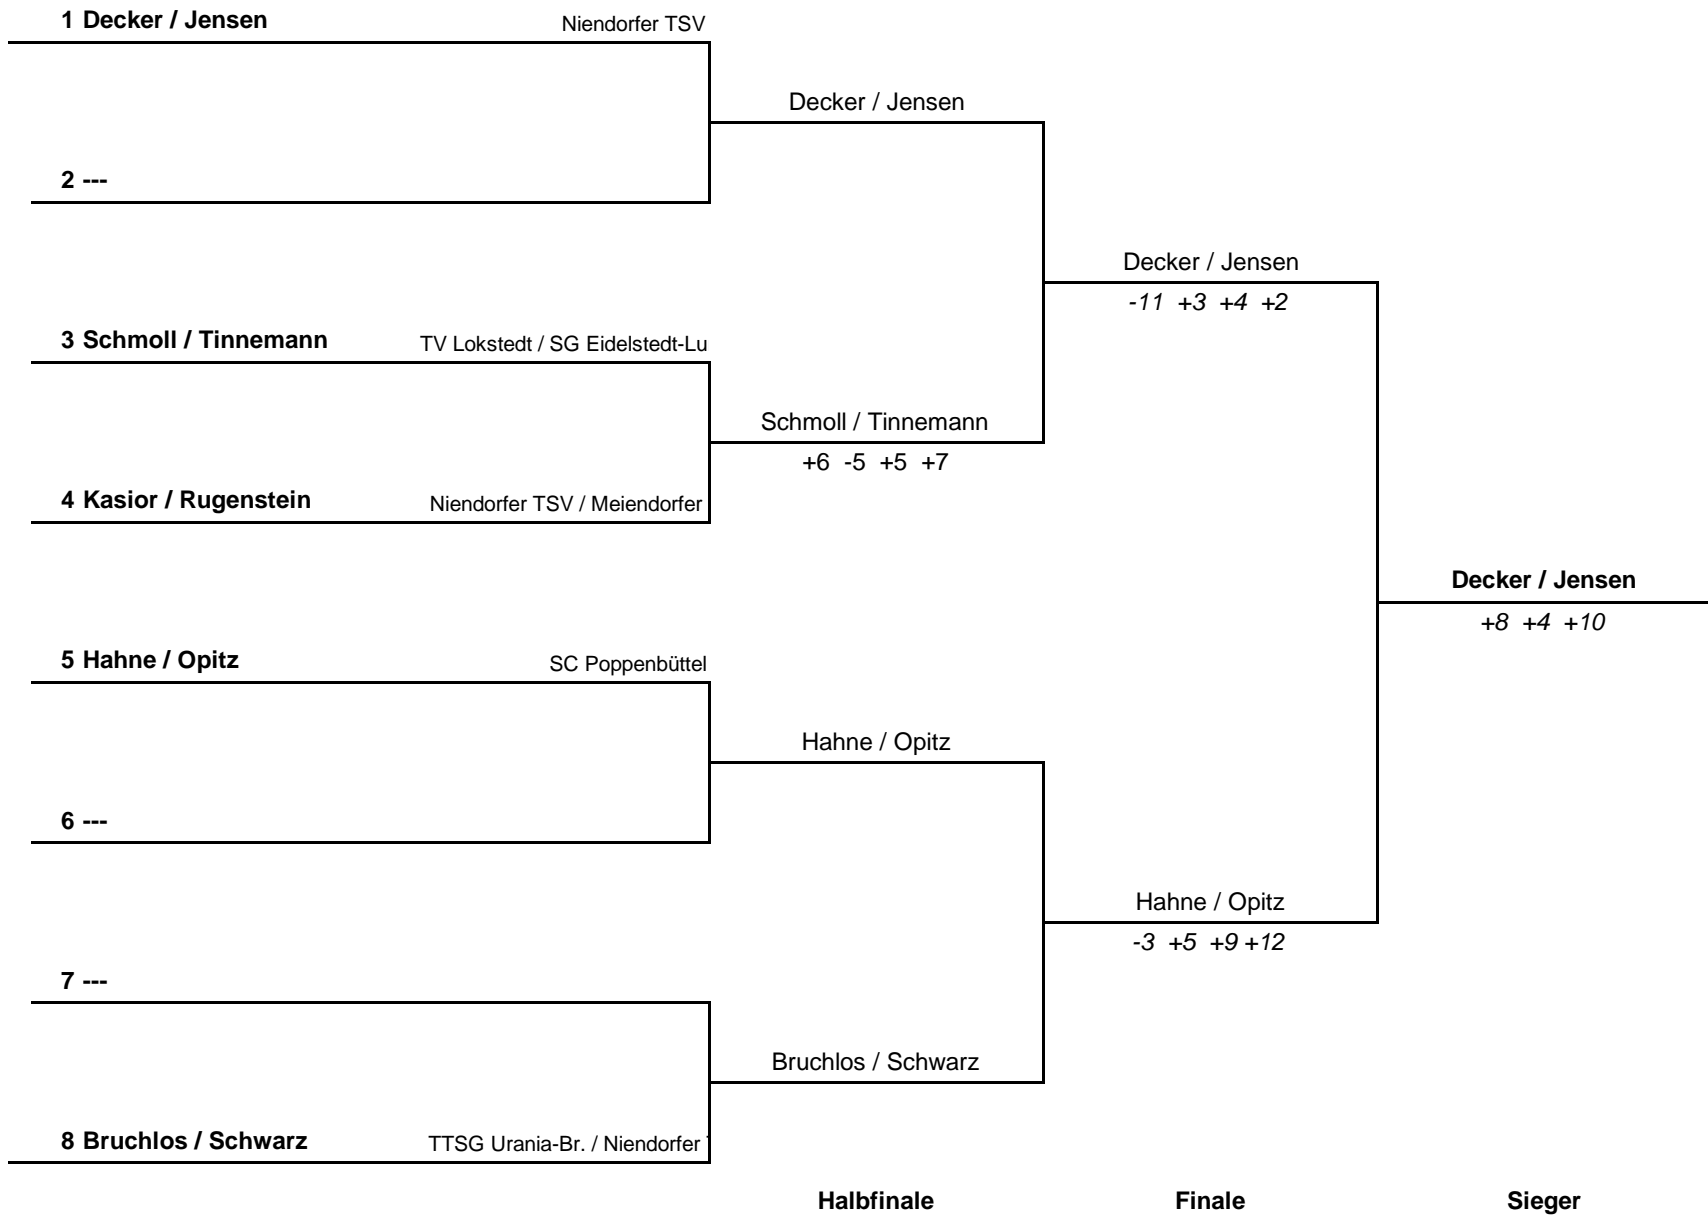 1 Decker / Jensen Niendorfer TSV
Decker / Jensen
2 ---
Decker / Jensen
-11 +3 +4 +2
3 Schmoll / Tinnemann TV Lokstedt / SG Eidelstedt-Lu
Schmoll / Tinnemann
+6 -5 +5 +7
4 Kasior / Rugenstein Niendorfer TSV / Meiendorfer
Decker / Jensen
+8 +4 +10
5 Hahne / Opitz SC Poppenbüttel
Hahne / Opitz
6 ---
Hahne / Opitz
-3 +5 +9 +12
7 ---
Bruchlos / Schwarz
8 Bruchlos / Schwarz TTSG Urania-Br. / Niendorfer
Halbfinale Finale Sieger